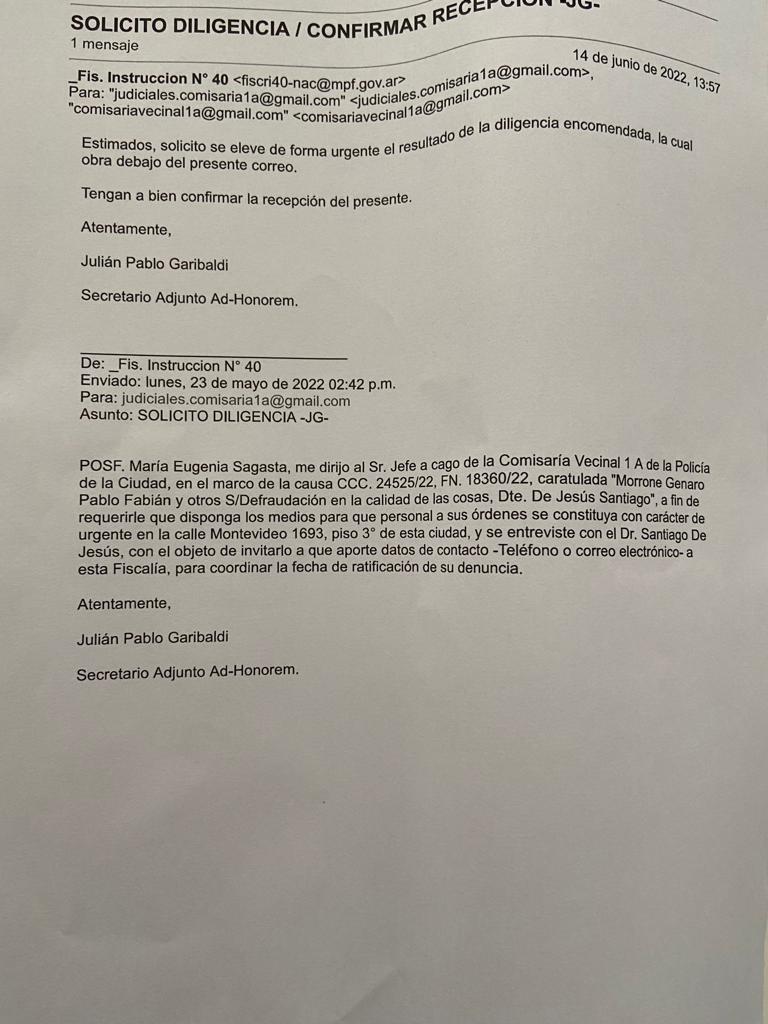 SOLICITO DILIGENCIA / CONFIRMAR RECEPCIÓN -JG-
1 mensaje
14 de junio de 2022, 13:57
_Fis. Instruccion N° 40 <fiscri40-nac@mpf.gov.ar>
Para: "judiciales.comisaria1a@gmail.com" <judiciales.comisaria1a@gmail.com>,
"comisariavecinal1a@gmail.com" <comisariavecinal1a@gmail.com>
Estimados, solicito se eleve de forma urgente el resultado de la diligencia encomendada, la cual
obra debajo del presente correo.
Tengan a bien confirmar la recepción del presente.
Atentamente,
Julián Pablo Garibaldi
Secretario Adjunto Ad-Honorem.
De: _Fis. Instruccion N° 40
Enviado: lunes, 23 de mayo de 2022 02:42 p.m.
Para: judiciales.comisaria1a@gmail.com
Asunto: SOLICITO DILIGENCIA -JG-
POSF. María Eugenia Sagasta, me dirijo al Sr. Jefe a cago de la Comisaría Vecinal 1 A de la Policía
de la Ciudad, en el marco de la causa CCC. 24525/22, FN. 18360/22, caratulada "Morrone Genaro
Pablo Fabián y otros S/Defraudación en la calidad de las cosas, Dte. De Jesús Santiago", a fin de
requerirle que disponga los medios para que personal a sus órdenes se constituya con carácter de
urgente en la calle Montevideo 1693, piso 3° de esta ciudad, y se entreviste con el Dr. Santiago De
Jesús, con el objeto de invitarlo a que aporte datos de contacto -Teléfono o correo electrónico- a
esta Fiscalía, para coordinar la fecha de ratificación de su denuncia.
Atentamente,
Julián Pablo Garibaldi
Secretario Adjunto Ad-Honorem.